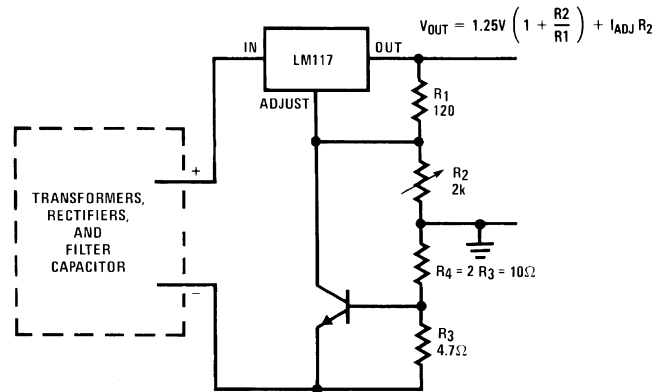 V_OUT = 1.25V (1 + R2/R1) + I_ADJ R2
IN
LM117
OUT
ADJUST
R1
120
+
R2
2k
TRANSFORMERS,
RECTIFIERS,
AND
FILTER
CAPACITOR
R4 = 2 R3 = 10Ω
−
R3
4.7Ω